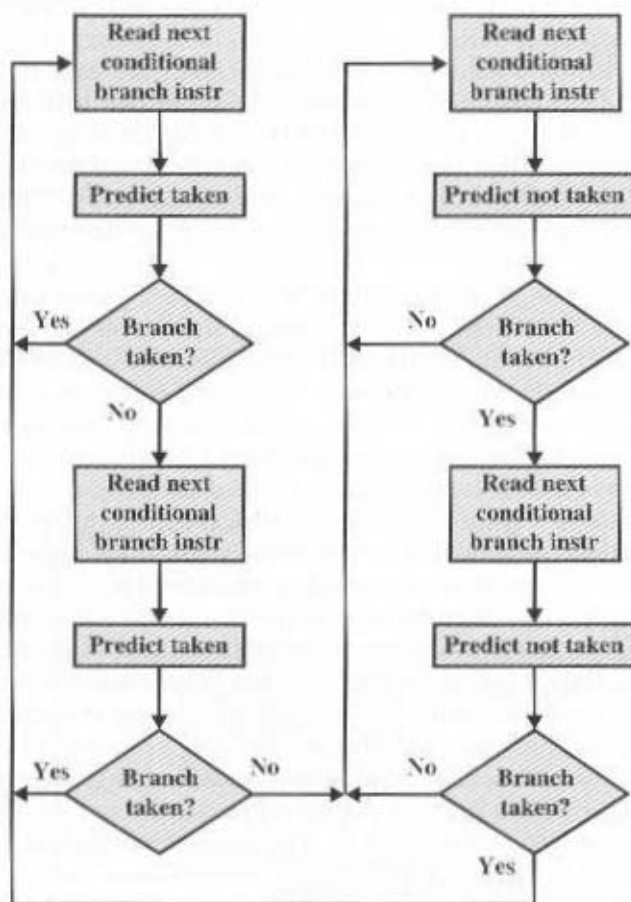 Read next
conditional
branch instr
Predict taken
Yes
Branch
taken?
No
Read next
conditional
branch instr
Predict taken
Yes
Branch
taken?
No
Read next
conditional
branch instr
Predict not taken
No
Branch
taken?
Yes
Read next
conditional
branch instr
Predict not taken
No
Branch
taken?
Yes